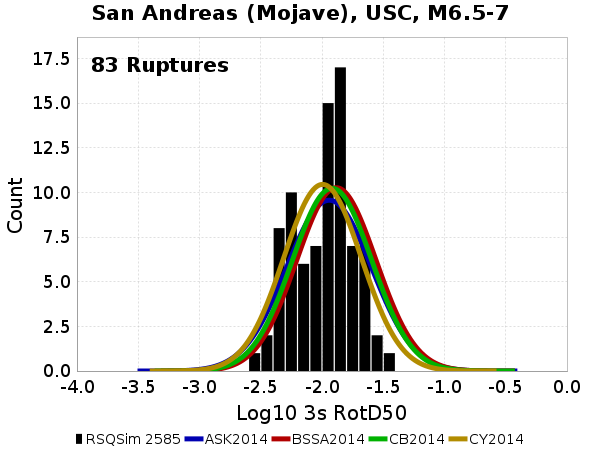 San Andreas (Mojave), USC, M6.5-7
83 Ruptures
Count
17.5
15.0
12.5
10.0
7.5
5.0
2.5
0.0
-4.0 -3.5 -3.0 -2.5 -2.0 -1.5 -1.0 -0.5 0.0
Log10 3s RotD50
RSQSim 2585 ASK2014 BSSA2014 CB2014 CY2014